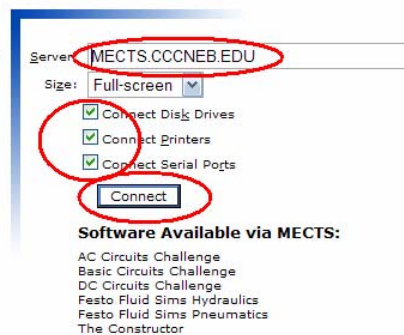 Server MECTS.CCCNEB.EDU
Size: Full-screen
Connect Disk Drives
Connect Printers
Connect Serial Ports
Connect
Software Available via MECTS:
AC Circuits Challenge
Basic Circuits Challenge
DC Circuits Challenge
Festo Fluid Sims Hydraulics
Festo Fluid Sims Pneumatics
The Constructor